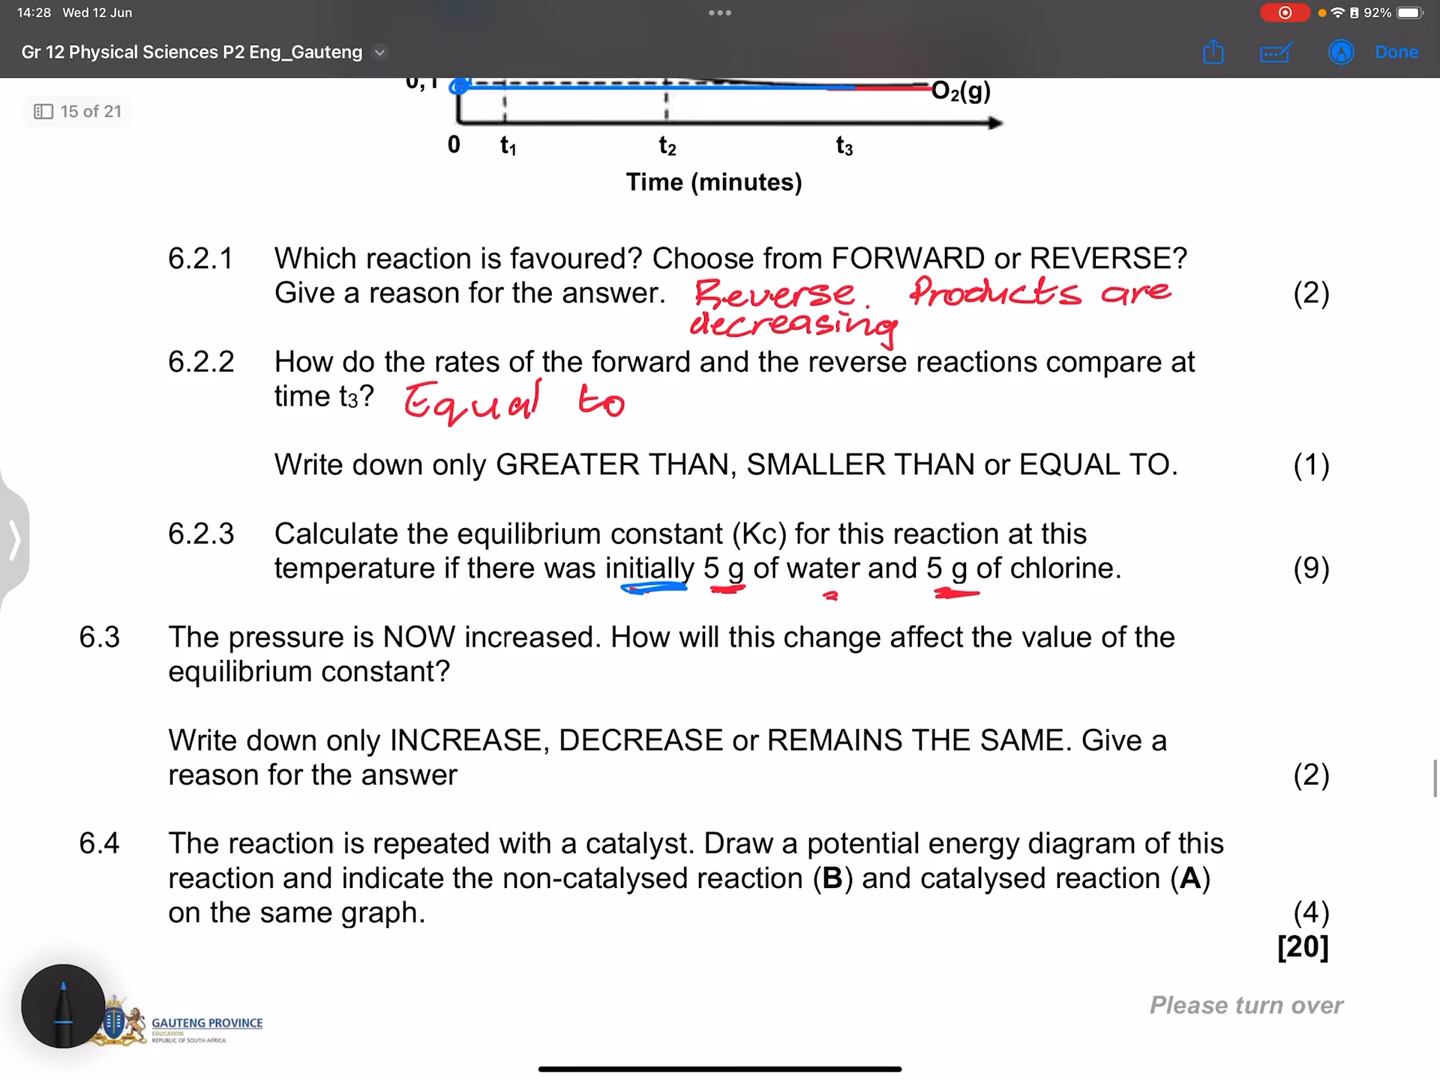 14:28 Wed 12 Jun
92%
Gr 12 Physical Sciences P2 Eng_Gauteng
Done
15 of 21
0,1
O₂(g)
0 t₁ t₂ t₃
Time (minutes)
6.2.1 Which reaction is favoured? Choose from FORWARD or REVERSE?
Give a reason for the answer. Reverse. Products are (2)
decreasing
6.2.2 How do the rates of the forward and the reverse reactions compare at
time t₃? Equal to
Write down only GREATER THAN, SMALLER THAN or EQUAL TO. (1)
6.2.3 Calculate the equilibrium constant (Kc) for this reaction at this
temperature if there was initially 5 g of water and 5 g of chlorine. (9)
6.3 The pressure is NOW increased. How will this change affect the value of the
equilibrium constant?
Write down only INCREASE, DECREASE or REMAINS THE SAME. Give a
reason for the answer (2)
6.4 The reaction is repeated with a catalyst. Draw a potential energy diagram of this
reaction and indicate the non-catalysed reaction (B) and catalysed reaction (A)
on the same graph. (4)
[20]
Please turn over
GAUTENG PROVINCE
EDUCATION
REPUBLIC OF SOUTH AFRICA